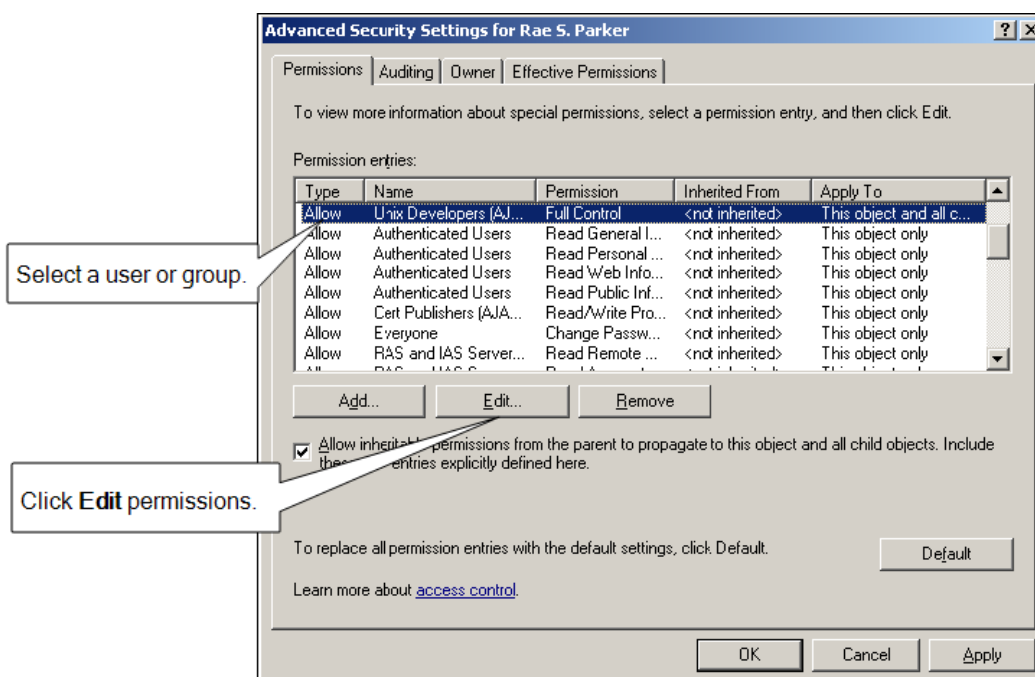 Advanced Security Settings for Rae S. Parker
Permissions Auditing Owner Effective Permissions
To view more information about special permissions, select a permission entry, and then click Edit.
Permission entries:
Type Name Permission Inherited From Apply To
Allow Unix Developers (AJ... Full Control <not inherited> This object and all c...
Allow Authenticated Users Read General I... <not inherited> This object only
Allow Authenticated Users Read Personal ... <not inherited> This object only
Select a user or group.
Allow Authenticated Users Read Web Info... <not inherited> This object only
Allow Authenticated Users Read Public Inf... <not inherited> This object only
Allow Cert Publishers (AJA... Read/Write Pro... <not inherited> This object only
Allow Everyone Change Passw... <not inherited> This object only
Allow RAS and IAS Server... Read Remote ... <not inherited> This object only
Add... Edit... Remove
Allow inheritable permissions from the parent to propagate to this object and all child objects. Include
entries explicitly defined here.
Click Edit permissions.
To replace all permission entries with the default settings, click Default.
Default
Learn more about access control.
OK Cancel Apply